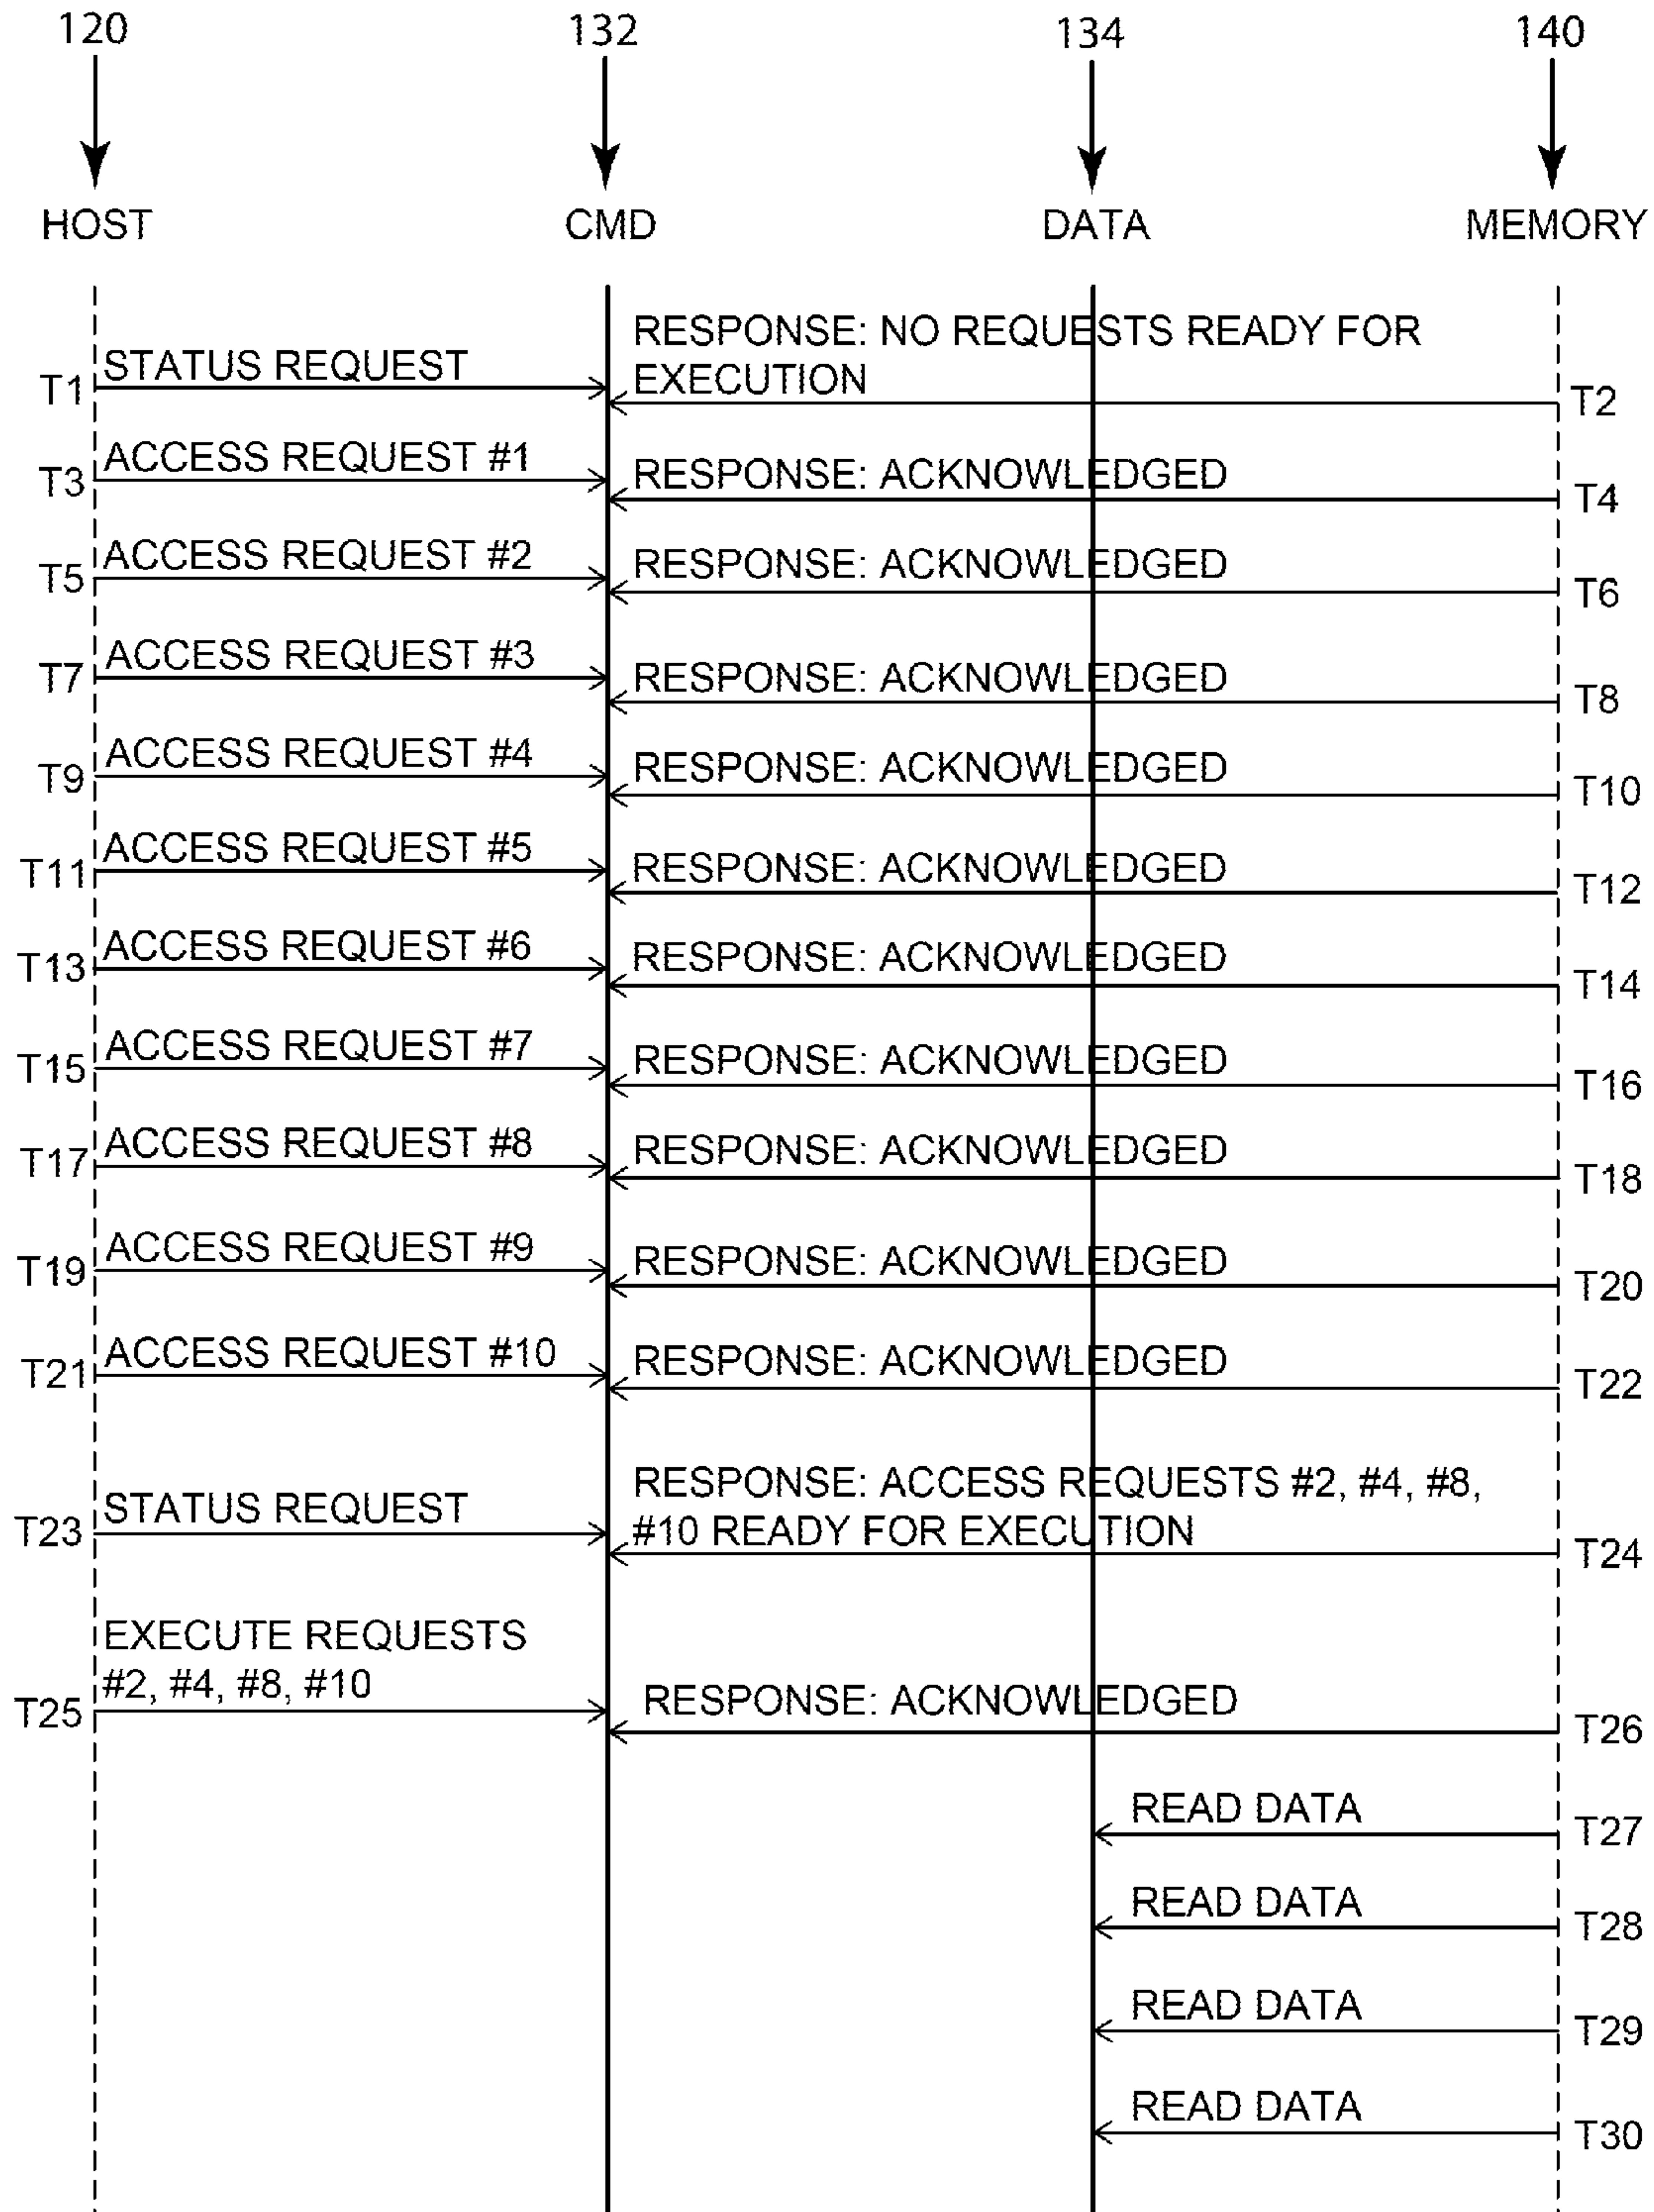 120 132 134 140
HOST CMD DATA MEMORY
RESPONSE: NO REQUESTS READY FOR
EXECUTION
T1 STATUS REQUEST T2
T3 ACCESS REQUEST #1 RESPONSE: ACKNOWLEDGED T4
T5 ACCESS REQUEST #2 RESPONSE: ACKNOWLEDGED T6
T7 ACCESS REQUEST #3 RESPONSE: ACKNOWLEDGED T8
T9 ACCESS REQUEST #4 RESPONSE: ACKNOWLEDGED T10
T11 ACCESS REQUEST #5 RESPONSE: ACKNOWLEDGED T12
T13 ACCESS REQUEST #6 RESPONSE: ACKNOWLEDGED T14
T15 ACCESS REQUEST #7 RESPONSE: ACKNOWLEDGED T16
T17 ACCESS REQUEST #8 RESPONSE: ACKNOWLEDGED T18
T19 ACCESS REQUEST #9 RESPONSE: ACKNOWLEDGED T20
T21 ACCESS REQUEST #10 RESPONSE: ACKNOWLEDGED T22
RESPONSE: ACCESS REQUESTS #2, #4, #8,
#10 READY FOR EXECUTION
T23 STATUS REQUEST T24
EXECUTE REQUESTS
#2, #4, #8, #10
T25 RESPONSE: ACKNOWLEDGED T26
READ DATA T27
READ DATA T28
READ DATA T29
READ DATA T30